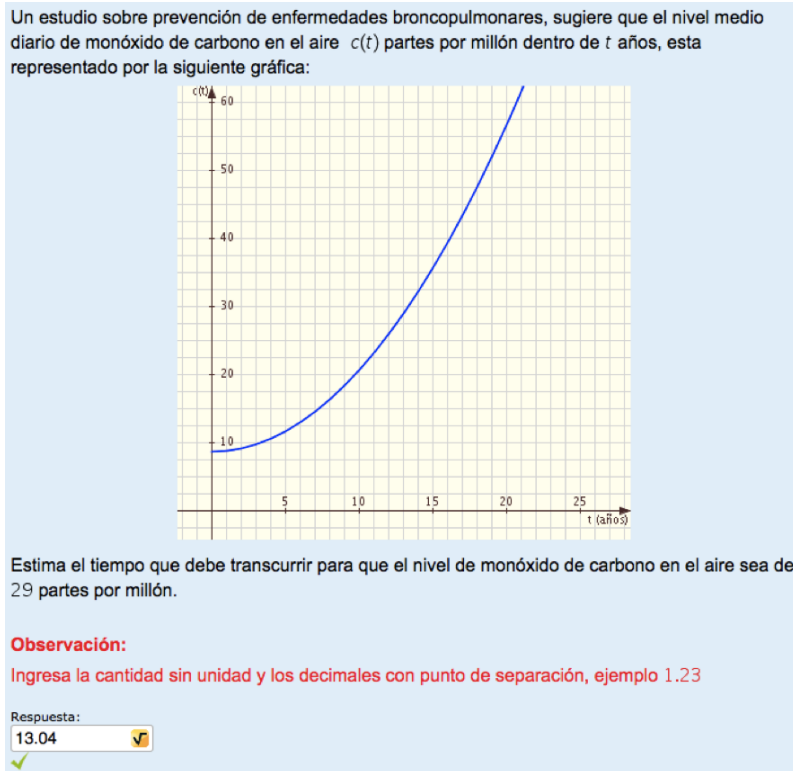 Un estudio sobre prevención de enfermedades broncopulmonares, sugiere que el nivel medio
diario de monóxido de carbono en el aire c(t) partes por millón dentro de t años, esta
representado por la siguiente gráfica:
c(t)
60
50
40
30
20
10
5 10 15 20 25
t (años)
Estima el tiempo que debe transcurrir para que el nivel de monóxido de carbono en el aire sea de
29 partes por millón.
Observación:
Ingresa la cantidad sin unidad y los decimales con punto de separación, ejemplo 1.23
Respuesta:
13.04